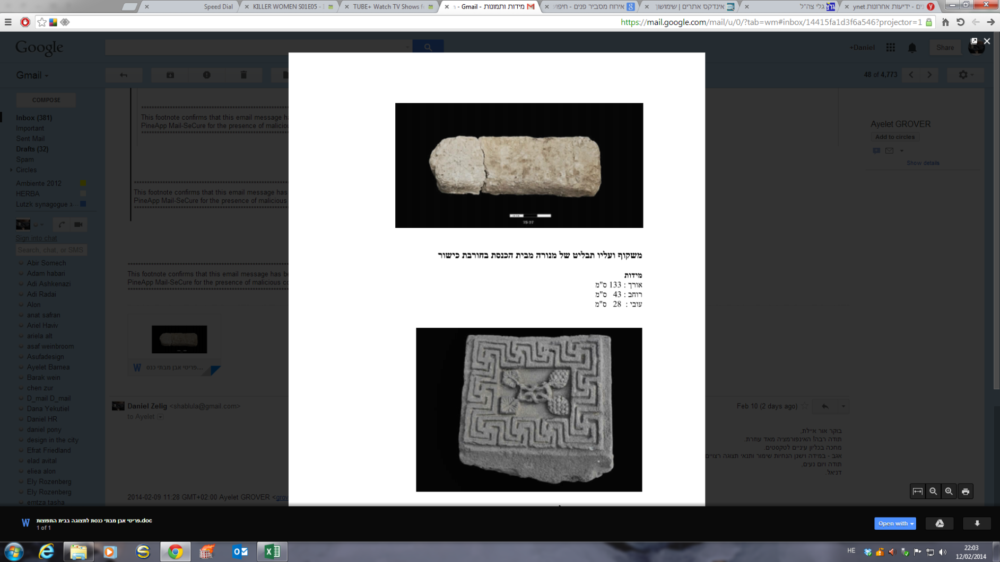 Speed Dial
KILLER WOMEN S01E05 - I
TUBE+ Watch TV Shows f
מידות ותמונות - Gmail - ו
אירוח מסביר פנים - חיפו
אינדקס אתרים | שימושון
גלי צה"ל
ynet ידיעות אחרונות - נים
https://mail.google.com/mail/u/0/?tab=wm#inbox/14415fa1d3f6a546?projector=1
Google
+Daniel
Share
Gmail
48 of 4,773
COMPOSE
Inbox (381)
Important
Sent Mail
Drafts (32)
Spam
Circles
Ambiente 2012
HERBA
Lutzk synagogue ג...
Sign into chat
Search, chat, or SMS
Abir Somech
Adam habari
Adi Ashkenazi
Adi Radai
Alon
anat safran
Ariel Haviv
ariela alt
asaf weinbroom
Asufadesign
Ayelet Barnea
Barak wein
chen zur
D_mail D_mail
Dana Yekutiel
Daniel HR
daniel pony
design in the city
Efrat Friedland
elad avital
eliea alon
Ely Rozenberg
Ely Rozenberg
emtza tasha
This footnote confirms that this email message ha
PineApp Mail-SeCure for the presence of malicious
This footnote confirms that this email message has
PineApp Mail-SeCure for the presence of malicious
This footnote confirms that this email message has be
PineApp Mail-SeCure for the presence of malicious co
פריטי אבן מבתי כנס...
Daniel Zelig <shablula@gmail.com>
to Ayelet
Feb 10 (2 days ago)
בוקר אור איילת,
תודה רבה! האינפורמציה מאד עוזרת.
מחכה בכליון עיניים לטקסטים.
אגב - במידה וישנן הנחיות שימור ותנאי תצוגה רצויים
תודה ויום נעים,
דניאל.
2014-02-09 11:28 GMT+02:00 Ayelet GROVER <grov
Ayelet GROVER
Add to circles
Show details
משקוף ועליו תבליט של מנורה מבית הכנסת בחורבת כישור
מידות
אורך : 133 ס"מ
רוחב : 43 ס"מ
עובי : 28 ס"מ
פריטי אבן מבתי כנסת לתצוגה בבית התפוצות.doc
1 of 1
Open with
HE
22:03
12/02/2014